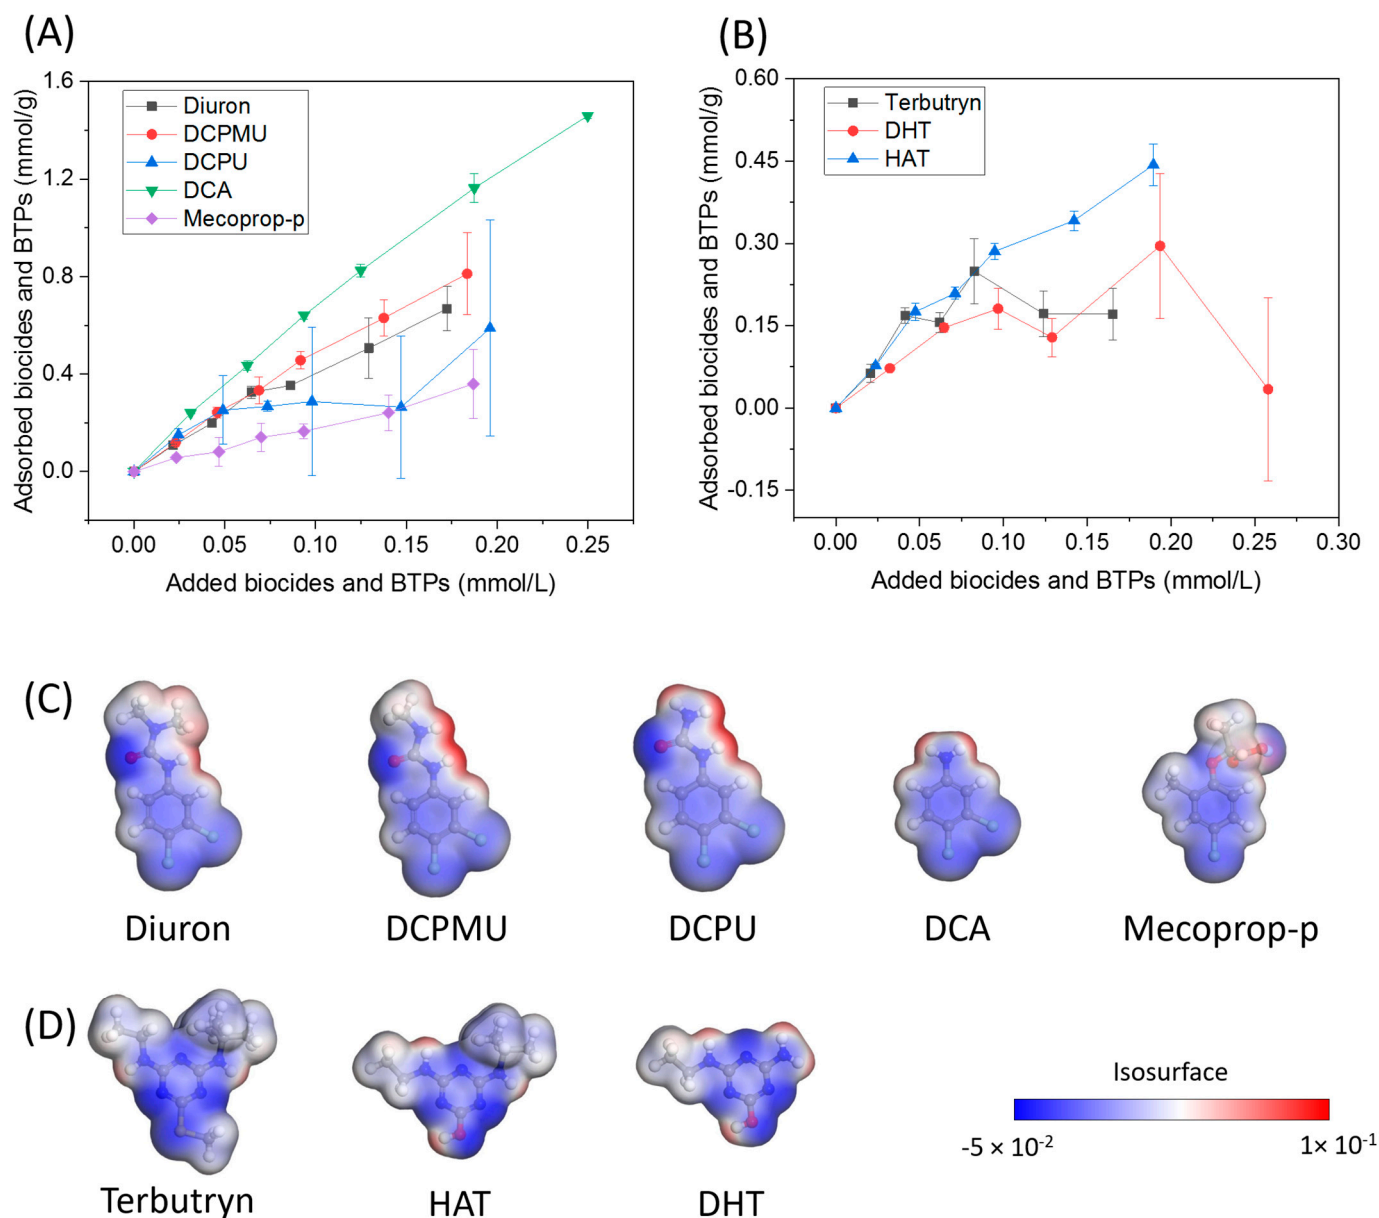 (A)
Adsorbed biocides and BTPs (mmol/g)
1.6
1.2
0.8
0.4
0.0
Diuron
DCPMU
DCPU
DCA
Mecoprop-p
0.00 0.05 0.10 0.15 0.20 0.25
Added biocides and BTPs (mmol/L)
(B)
Adsorbed biocides and BTPs (mmol/g)
0.60
0.45
0.30
0.15
0.00
-0.15
Terbutryn
DHT
HAT
0.00 0.05 0.10 0.15 0.20 0.25 0.30
Added biocides and BTPs (mmol/L)
(C)
Diuron DCPMU DCPU DCA Mecoprop-p
(D)
Terbutryn HAT DHT
Isosurface
-5 × 10⁻² 1× 10⁻¹